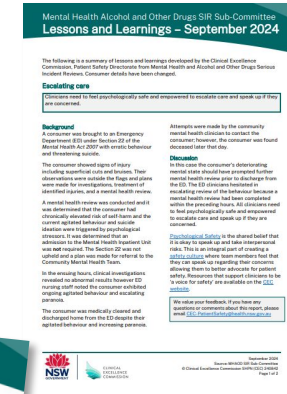 Mental Health Alcohol and Other Drugs SIR Sub-Committee
Lessons and Learnings – September 2024
The following is a summary of lessons and learnings developed by the Clinical Excellence
Commission, Patient Safety Directorate from Mental Health and Alcohol and Other Drugs Serious
Incident Reviews. Consumer details have been changed.
Escalating care
Clinicians need to feel psychologically safe and empowered to escalate care and speak up if they
are concerned.
Background
A consumer was brought to an Emergency
Department (ED) under Section 22 of the
Mental Health Act 2007 with erratic behaviour
and threatening suicide.
The consumer showed signs of injury
including superficial cuts and bruises. Their
observations were outside the flags and plans
were made for investigations, treatment of
identified injuries, and a mental health review.
A mental health review was conducted and it
was determined that the consumer had
chronically elevated risk of self-harm and the
current agitated behaviour and suicide
ideation were triggered by psychological
stressors. It was determined that an
admission to the Mental Health Inpatient Unit
was not required. The Section 22 was not
upheld and a plan was made for referral to the
Community Mental Health Team.
In the ensuing hours, clinical investigations
revealed no abnormal results however ED
nursing staff noted the consumer exhibited
ongoing agitated behaviour and escalating
paranoia.
The consumer was medically cleared and
discharged home from the ED despite their
agitated behaviour and increasing paranoia.
Attempts were made by the community
mental health clinician to contact the
consumer; however, the consumer was found
deceased later that day.
Discussion
In this case the consumer's deteriorating
mental state should have prompted further
mental health review prior to discharge from
the ED. The ED clinicians hesitated in
escalating review of the behaviour because a
mental health review had been completed
within the preceding hours. All clinicians need
to feel psychologically safe and empowered
to escalate care and speak up if they are
concerned.
Psychological Safety is the shared belief that
it is okay to speak up and take interpersonal
risks. This is an integral part of creating a
safety culture where team members feel that
they can speak up regarding their concerns
allowing them to better advocate for patient
safety. Resources that support clinicians to be
'a voice for safety' are available on the CEC
website.
We value your feedback. If you have any
questions or comments about this report, please
email CEC-PatientSafety@health.nsw.gov.au
NSW
GOVERNMENT
CLINICAL
EXCELLENCE
COMMISSION
September 2024
Page 1 of 2